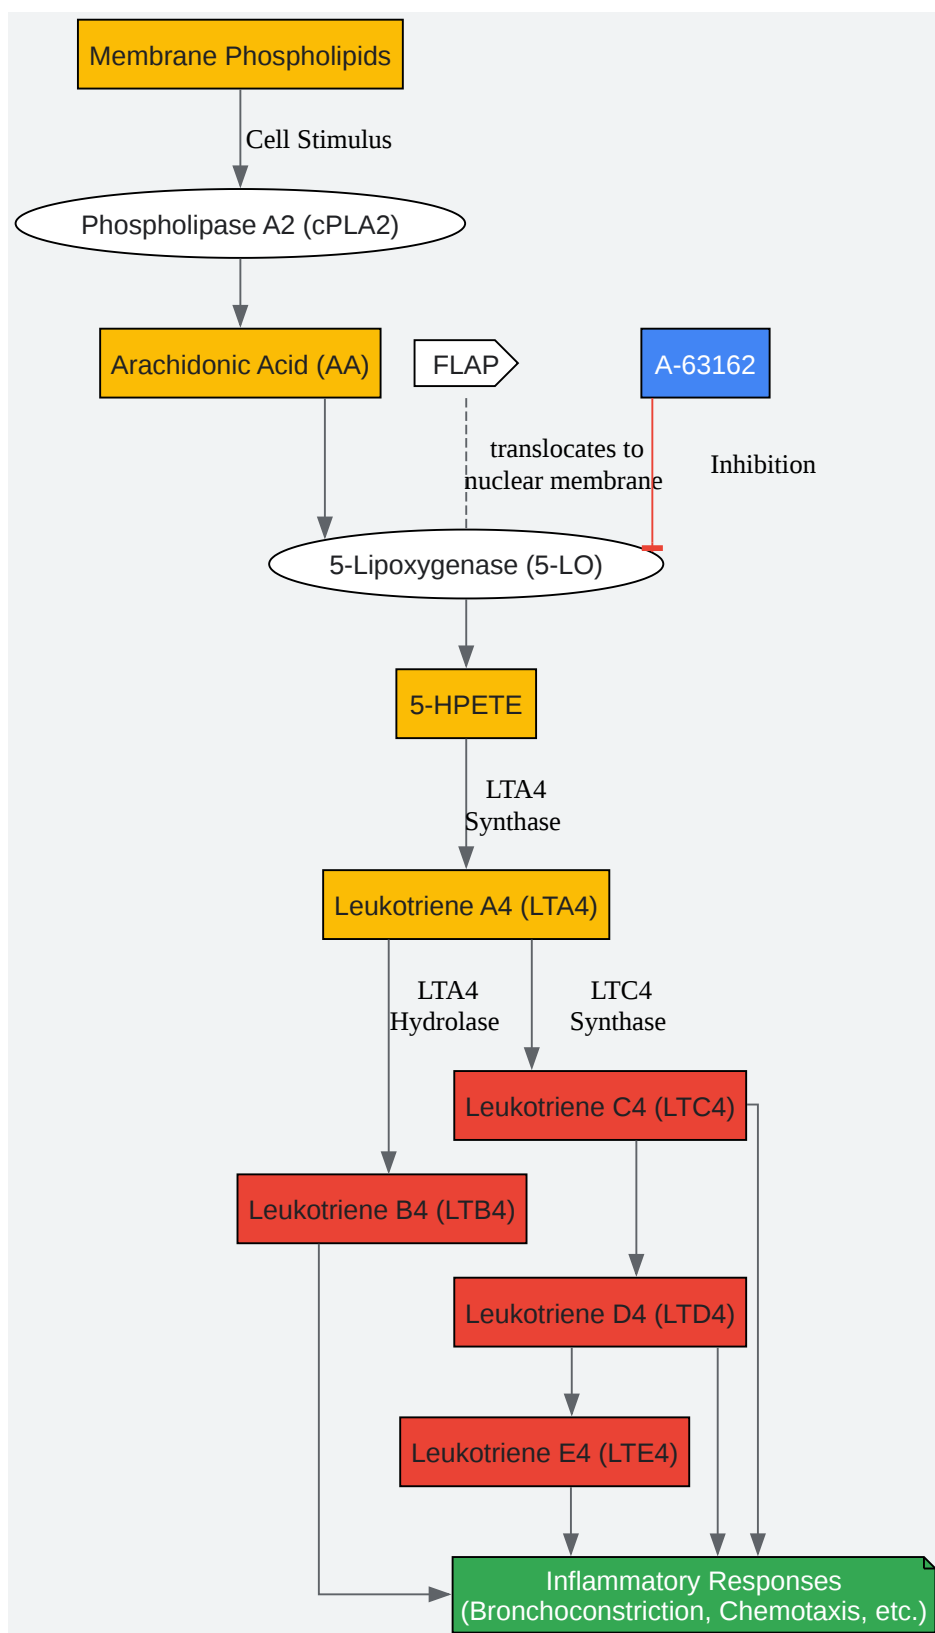 Membrane Phospholipids
Cell Stimulus
Phospholipase A2 (cPLA2)
Arachidonic Acid (AA)
FLAP
A-63162
translocates to
nuclear membrane
Inhibition
5-Lipoxygenase (5-LO)
5-HPETE
LTA4
Synthase
Leukotriene A4 (LTA4)
LTA4
Hydrolase
LTC4
Synthase
Leukotriene C4 (LTC4)
Leukotriene B4 (LTB4)
Leukotriene D4 (LTD4)
Leukotriene E4 (LTE4)
Inflammatory Responses
(Bronchoconstriction, Chemotaxis, etc.)